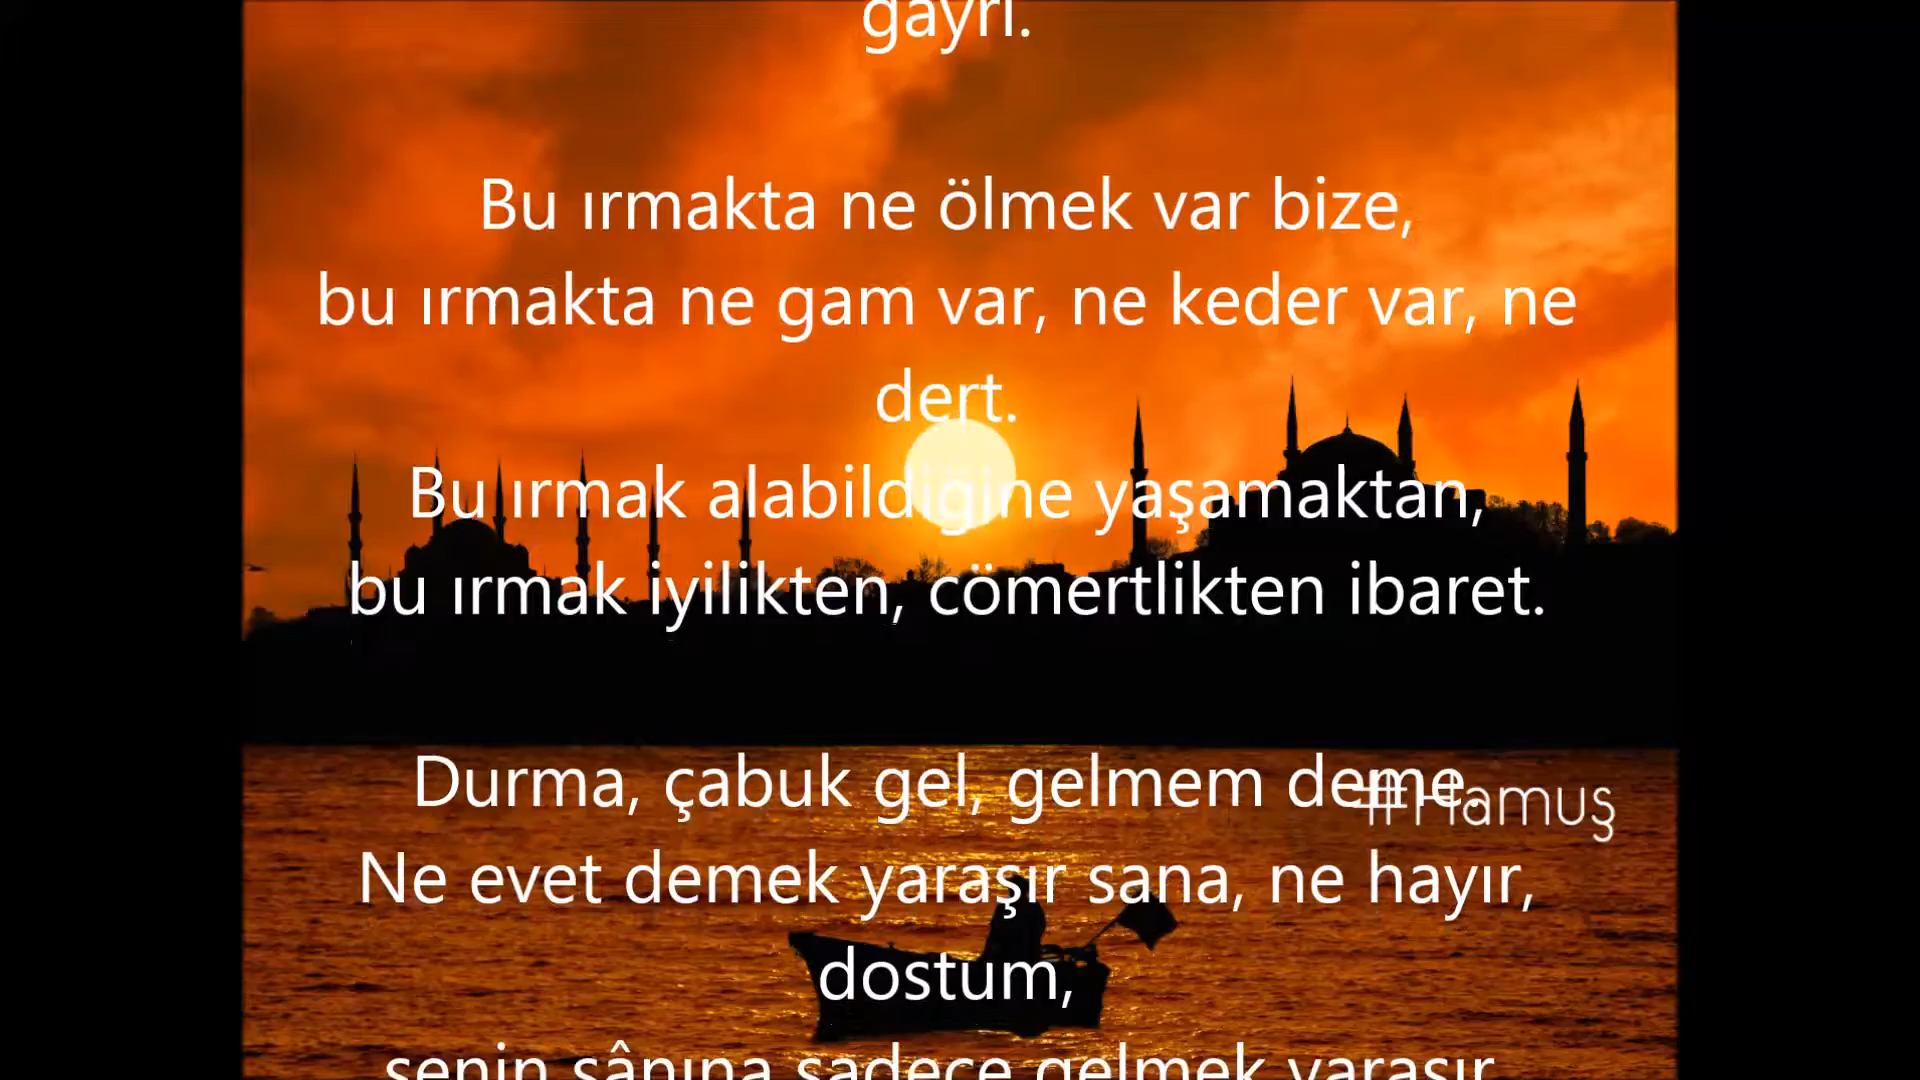 gayrı.
Bu ırmakta ne ölmek var bize,
bu ırmakta ne gam var, ne keder var, ne
dert.
Bu ırmak alabildiğine yaşamaktan,
bu ırmak iyilikten, cömertlikten ibaret.
Durma, çabuk gel, gelmem deme.
#Hamuş
Ne evet demek yaraşır sana, ne hayır,
dostum,
senin şânına sadece gelmek yaraşır.